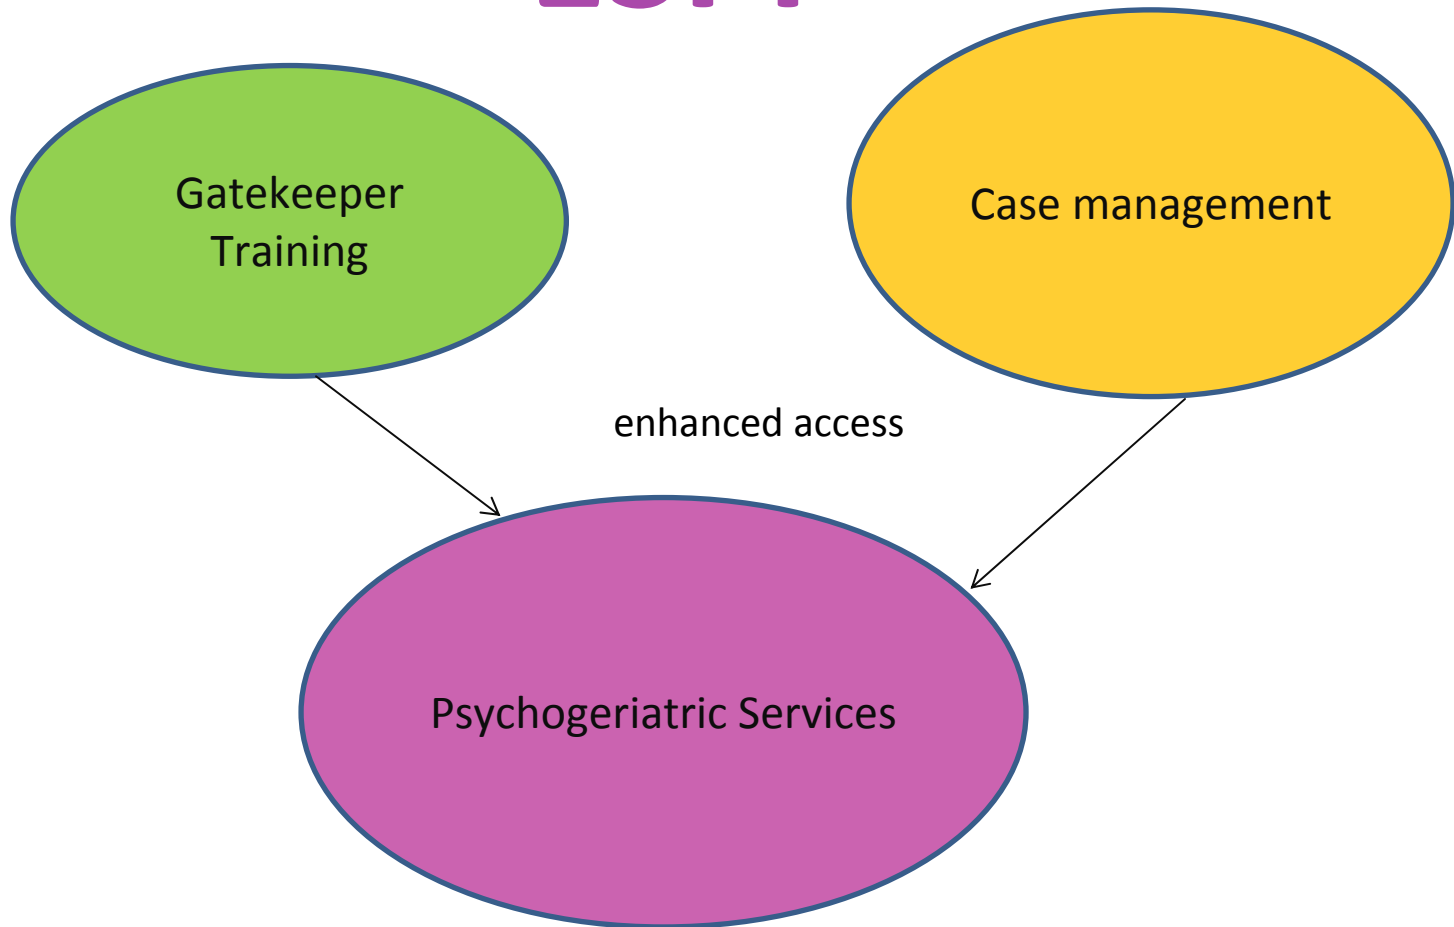 Gatekeeper
Training
Case management
enhanced access
Psychogeriatric Services